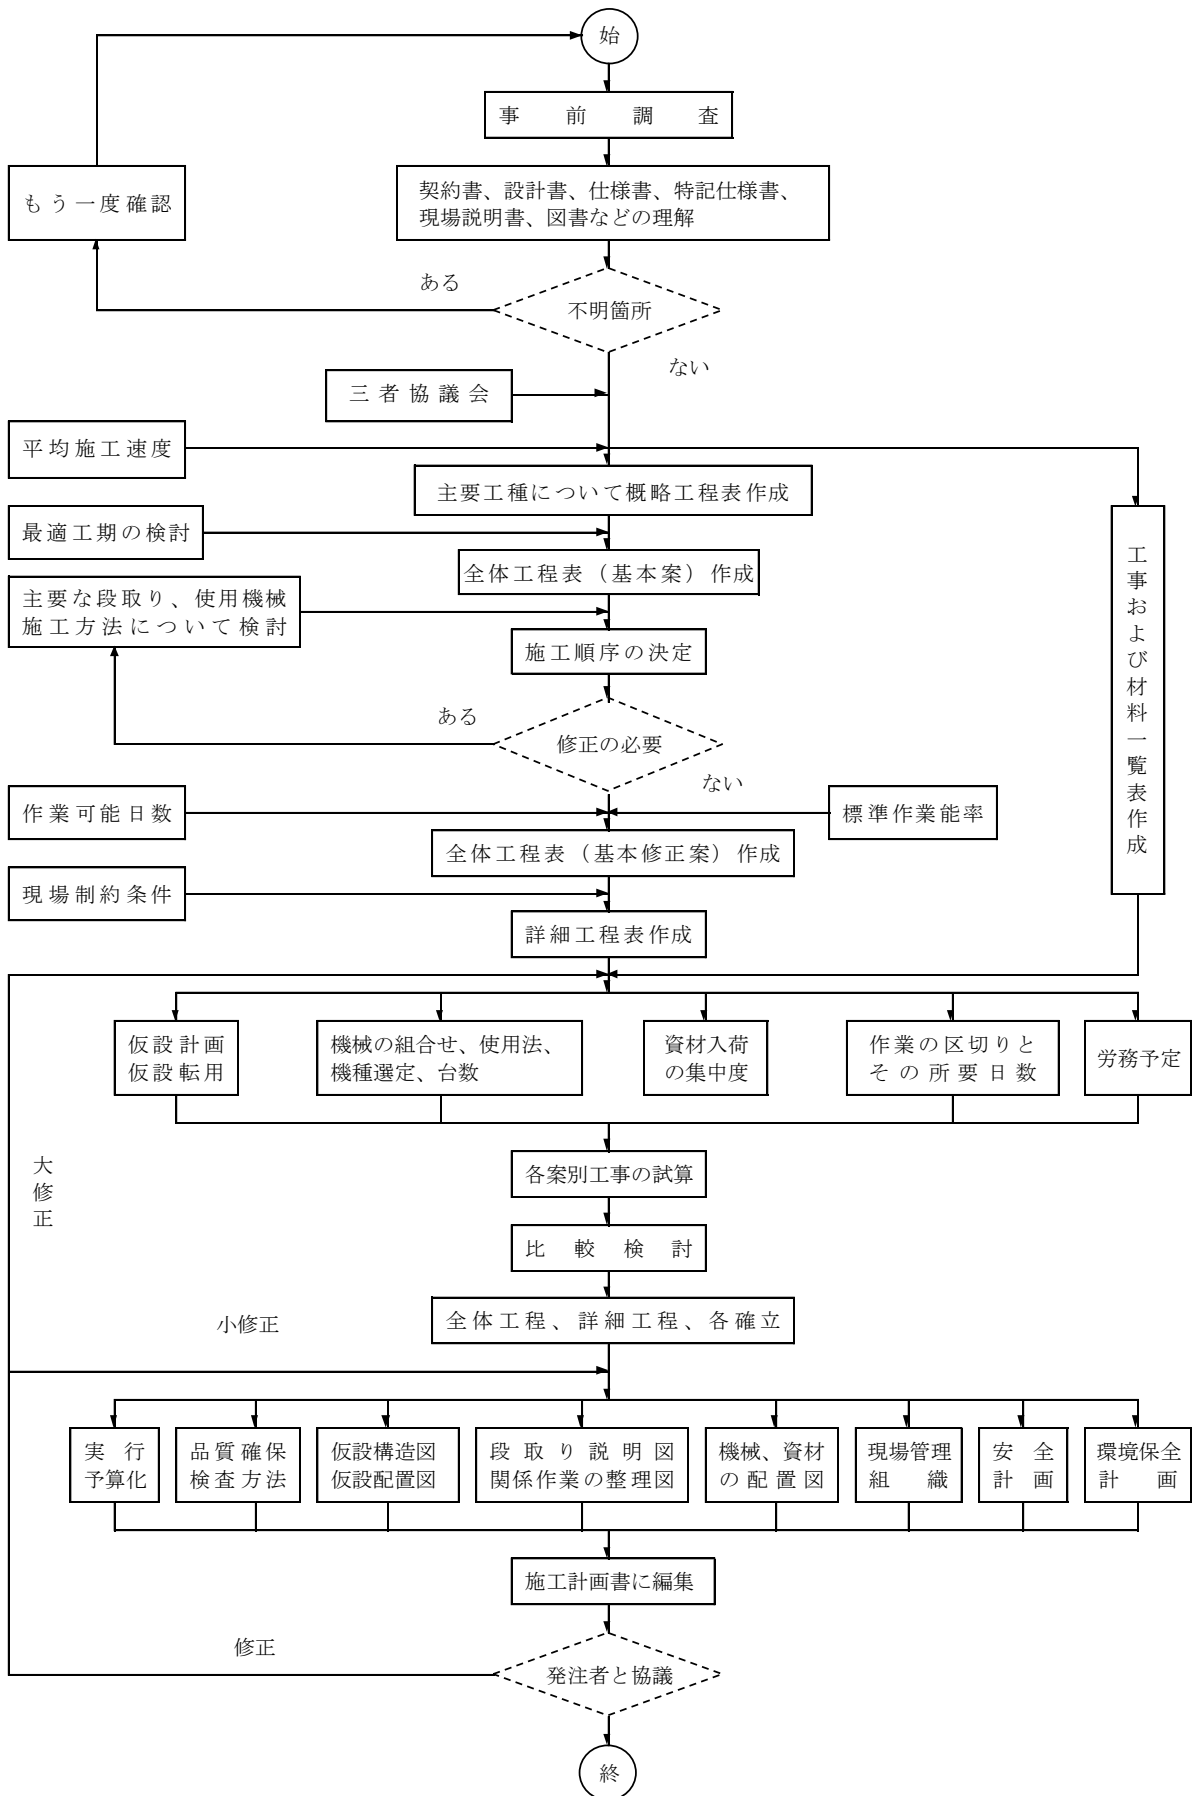 始
事前調査
もう一度確認
契約書、設計書、仕様書、特記仕様書、
現場説明書、図書などの理解
ある
不明箇所
ない
三者協議会
平均施工速度
主要工種について概略工程表作成
最適工期の検討
全体工程表（基本案）作成
主要な段取り、使用機械
施工方法について検討
施工順序の決定
工事および材料一覧表作成
ある
修正の必要
ない
作業可能日数
標準作業能率
全体工程表（基本修正案）作成
現場制約条件
詳細工程表作成
仮設計画
仮設転用
機械の組合せ、使用法、
機種選定、台数
資材入荷
の集中度
作業の区切りと
その所要日数
労務予定
大修正
各案別工事の試算
比較検討
小修正
全体工程、詳細工程、各確立
実行
予算化
品質確保
検査方法
仮設構造図
仮設配置図
段取り説明図
関係作業の整理図
機械、資材
の配置図
現場管理
組織
安全
計画
環境保全
計画
施工計画書に編集
修正
発注者と協議
終